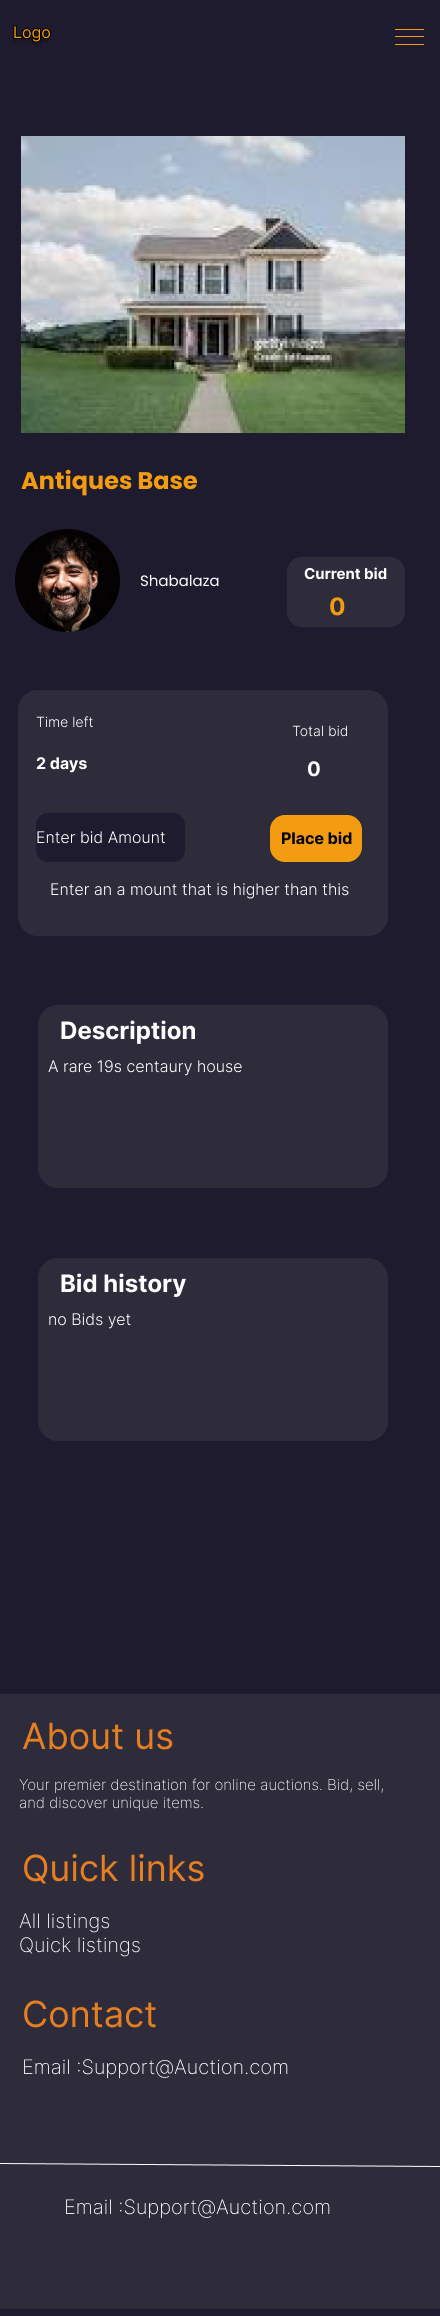 Logo
gettyimages
Antiques Base
Shabalaza
Current bid
0
Time left
Total bid
2 days
0
Enter bid Amount
Place bid
Enter an a mount that is higher than this
Description
A rare 19s centaury house
Bid history
no Bids yet
About us
Your premier destination for online auctions. Bid, sell,
and discover unique items.
Quick links
All listings
Quick listings
Contact
Email :Support@Auction.com
Email :Support@Auction.com